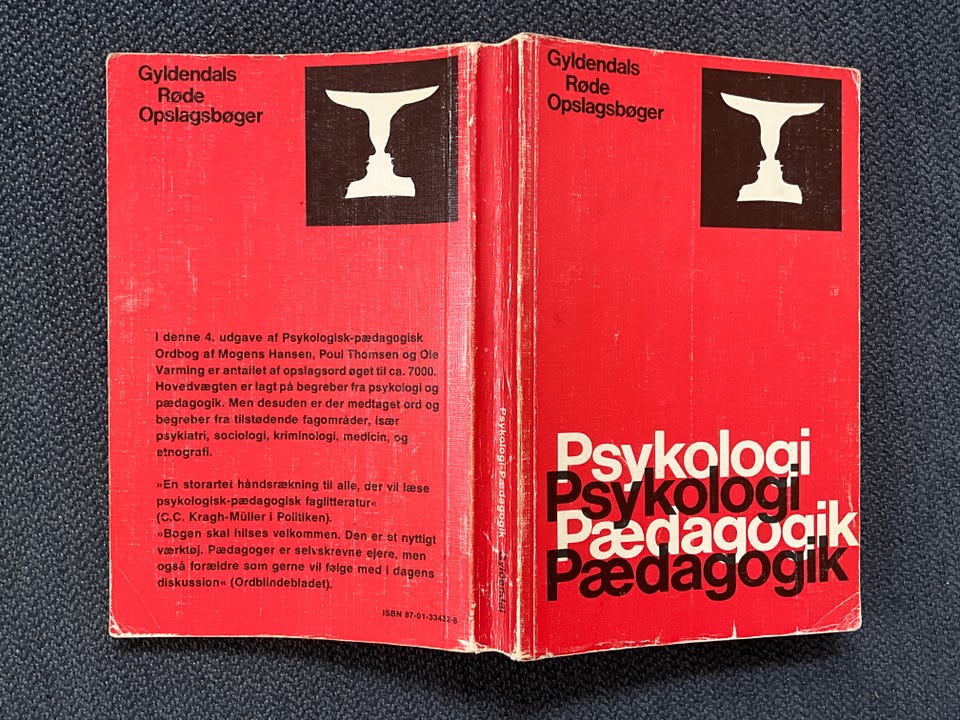 Gyldendals
Røde
Opslagsbøger
I denne 4. udgave af Psykologisk-pædagogisk
Ordbog af Mogens Hansen, Poul Thomsen og Ole
Varming er antallet af opslagsord øget til ca. 7000.
Hovedvægten er lagt på begreber fra psykologi og
pædagogik. Men desuden er der medtaget ord og
begreber fra tilstødende fagområder, især
psykiatri, sociologi, kriminologi, medicin, og
etnografi.
»En storartet håndsrækning til alle, der vil læse
psykologisk-pædagogisk faglitteratur«
(C.C. Kragh-Müller i Politiken).
»Bogen skal hilses velkommen. Den er et nyttigt
værktøj. Pædagoger er selvskrevne ejere, men
også forældre som gerne vil følge med i dagens
diskussion« (Ordblindebladet).
ISBN 87-01-33422-8
Psykologi-Pædagogik Gyldendal
Gyldendals
Røde
Opslagsbøger
Psykologi
Psykologi
Pædagogik
Pædagogik